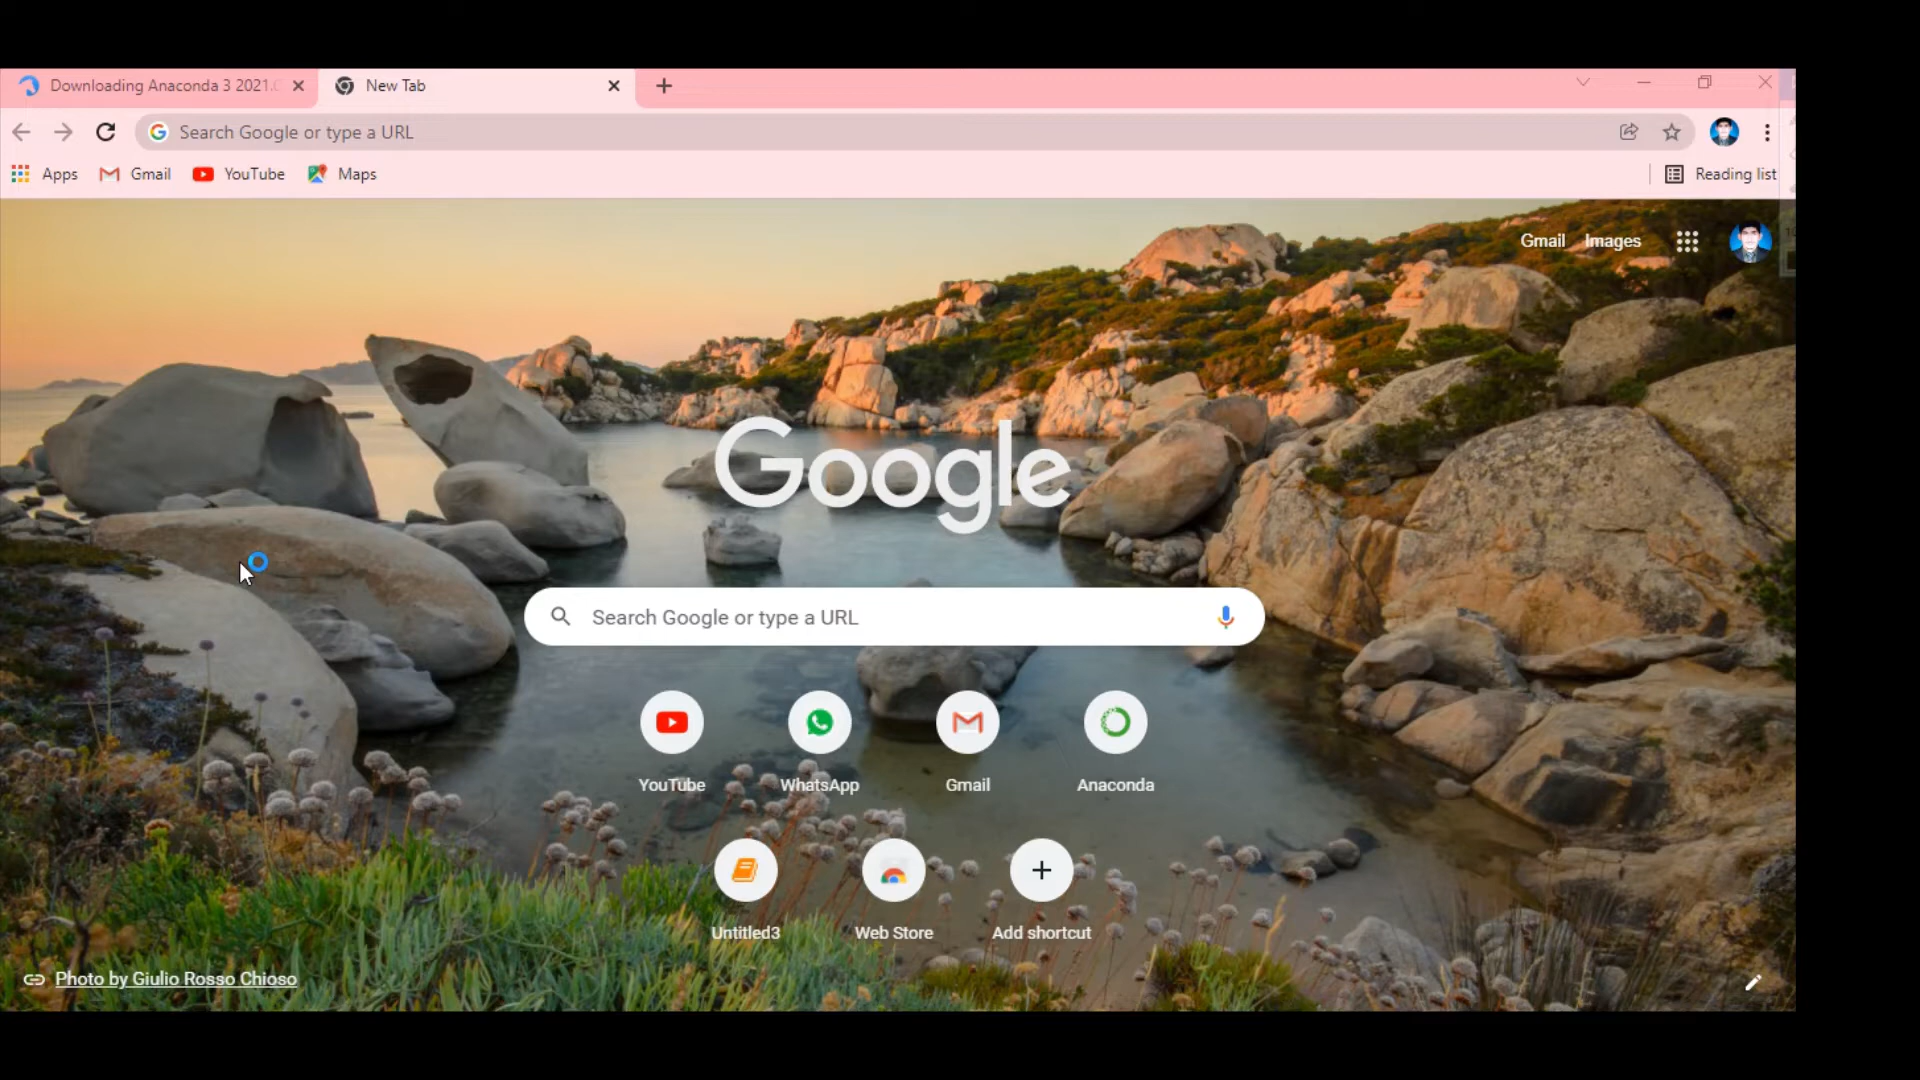 Downloading Anaconda 3 2021.
New Tab
Search Google or type a URL
Apps
Gmail
YouTube
Maps
Reading list
Gmail
Images
Google
Search Google or type a URL
YouTube
WhatsApp
Gmail
Anaconda
Untitled3
Web Store
Add shortcut
Photo by Giulio Rosso Chioso